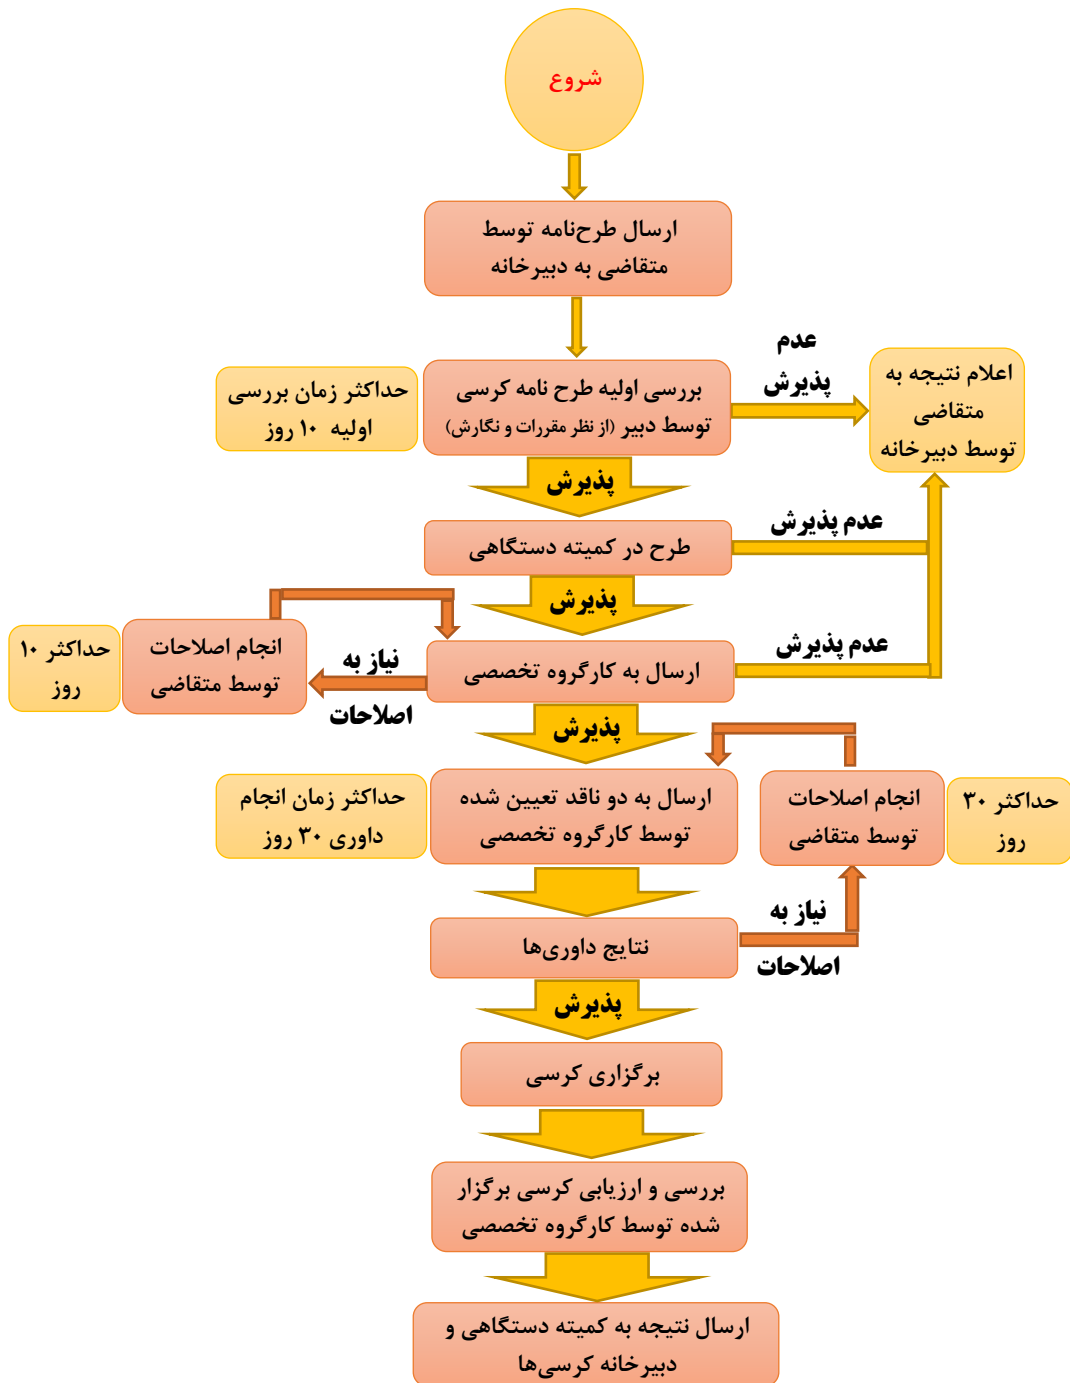 شروع
ارسال طرح‌نامه توسط
متقاضی به دبیرخانه
بررسی اولیه طرح نامه کرسی
توسط دبیر (از نظر مقررات و نگارش)
حداکثر زمان بررسی
اولیه ۱۰ روز
عدم
پذیرش
اعلام نتیجه به
متقاضی
توسط دبیرخانه
پذیرش
طرح در کمیته دستگاهی
عدم پذیرش
پذیرش
ارسال به کارگروه تخصصی
عدم پذیرش
نیاز به
اصلاحات
انجام اصلاحات
توسط متقاضی
حداکثر ۱۰
روز
پذیرش
ارسال به دو ناقد تعیین شده
توسط کارگروه تخصصی
حداکثر زمان انجام
داوری ۳۰ روز
انجام اصلاحات
توسط متقاضی
حداکثر ۳۰
روز
نتایج داوری‌ها
نیاز به
اصلاحات
پذیرش
برگزاری کرسی
بررسی و ارزیابی کرسی برگزار
شده توسط کارگروه تخصصی
ارسال نتیجه به کمیته دستگاهی و
دبیرخانه کرسی‌ها